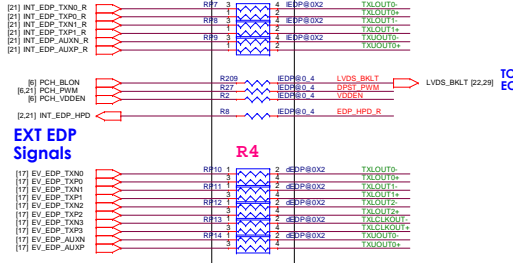 [21] INT_EDP_TXN0_R RP7 3 4 IEDP@0X2 TXLOUT0-
[21] INT_EDP_TXP0_R 1 2 TXLOUT0+
[21] INT_EDP_TXN1_R RP8 3 4 IEDP@0X2 TXLOUT1-
[21] INT_EDP_TXP1_R 1 2 TXLOUT1+
[21] INT_EDP_AUXN_R RP9 3 4 IEDP@0X2 TXUOUT0-
[21] INT_EDP_AUXP_R 1 2 TXUOUT0+
[6] PCH_BLON R209 IEDP@0_4 LVDS_BKLT LVDS_BKLT [22,29]
[6,21] PCH_PWM R27 IEDP@0_4 DPST_PWM
[6] PCH_VDDEN R2 IEDP@0_4 VDDEN
[2,21] INT_EDP_HPD R8 IEDP@0_4 EDP_HPD_R
EXT EDP
Signals
R4
[17] EV_EDP_TXN0 RP10 1 2 dEDP@0X2 TXLOUT0-
[17] EV_EDP_TXP0 3 4 TXLOUT0+
[17] EV_EDP_TXN1 RP11 1 2 dEDP@0X2 TXLOUT1-
[17] EV_EDP_TXP1 3 4 TXLOUT1+
[17] EV_EDP_TXN2 RP12 1 2 dEDP@0X2 TXLOUT2-
[17] EV_EDP_TXP2 3 4 TXLOUT2+
[17] EV_EDP_TXN3 RP13 1 2 dEDP@0X2 TXLCLKOUT-
[17] EV_EDP_TXP3 3 4 TXLCLKOUT+
[17] EV_EDP_AUXN RP14 1 2 dEDP@0X2 TXUOUT0-
[17] EV_EDP_AUXP 3 4 TXUOUT0+